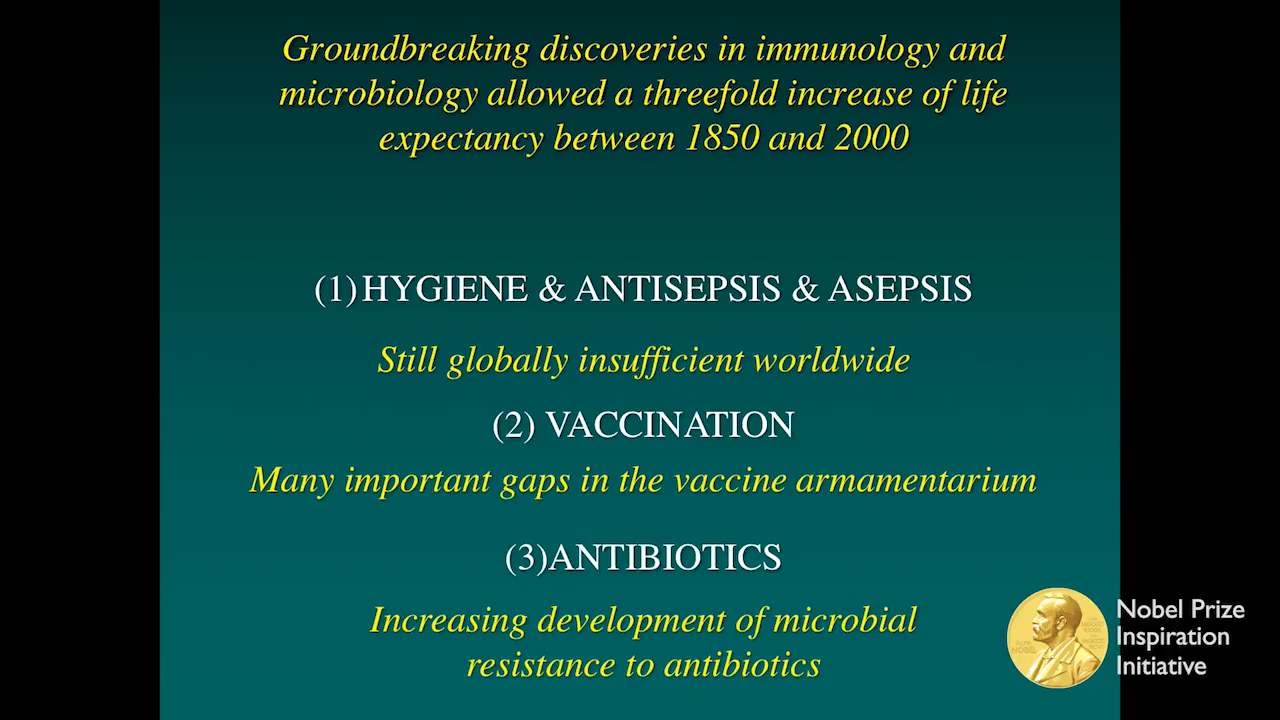 Groundbreaking discoveries in immunology and
microbiology allowed a threefold increase of life
expectancy between 1850 and 2000
(1) HYGIENE & ANTISEPSIS & ASEPSIS
Still globally insufficient worldwide
(2) VACCINATION
Many important gaps in the vaccine armamentarium
(3)ANTIBIOTICS
Increasing development of microbial
resistance to antibiotics
Nobel Prize
Inspiration
Initiative